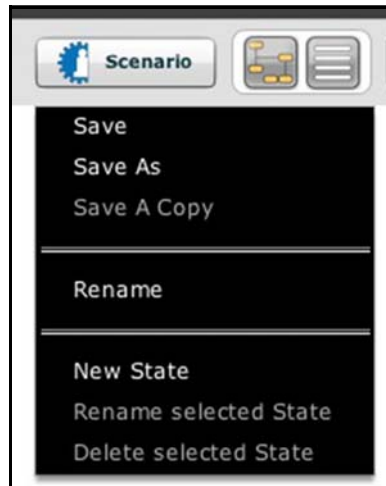 Scenario
Save
Save As
Save A Copy
Rename
New State
Rename selected State
Delete selected State